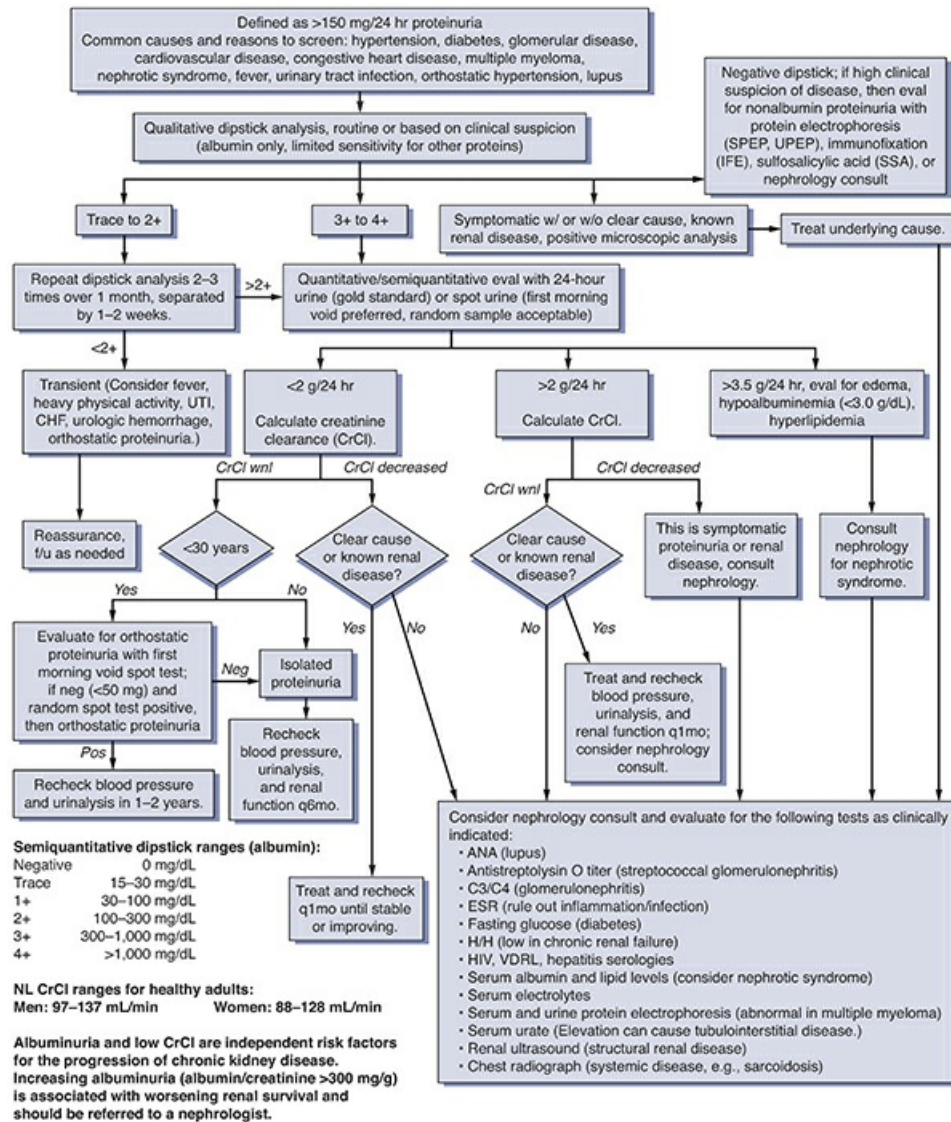 Defined as >150 mg/24 hr proteinuria
Common causes and reasons to screen: hypertension, diabetes, glomerular disease,
cardiovascular disease, congestive heart disease, multiple myeloma,
nephrotic syndrome, fever, urinary tract infection, orthostatic hypertension, lupus
Negative dipstick; if high clinical
suspicion of disease, then eval
for nonalbumin proteinuria with
protein electrophoresis
(SPEP, UPEP), immunofixation
(IFE), sulfosalicylic acid (SSA), or
nephrology consult
Qualitative dipstick analysis, routine or based on clinical suspicion
(albumin only, limited sensitivity for other proteins)
Trace to 2+
3+ to 4+
Symptomatic w/ or w/o clear cause, known
renal disease, positive microscopic analysis
Treat underlying cause.
Repeat dipstick analysis 2–3
times over 1 month, separated
by 1–2 weeks.
>2+
Quantitative/semiquantitative eval with 24-hour
urine (gold standard) or spot urine (first morning
void preferred, random sample acceptable)
<2+
Transient (Consider fever,
heavy physical activity, UTI,
CHF, urologic hemorrhage,
orthostatic proteinuria.)
<2 g/24 hr
Calculate creatinine
clearance (CrCl).
>2 g/24 hr
Calculate CrCl.
>3.5 g/24 hr, eval for edema,
hypoalbuminemia (<3.0 g/dL),
hyperlipidemia
CrCl wnl
CrCl decreased
CrCl wnl
CrCl decreased
Reassurance,
f/u as needed
<30 years
Clear cause
or known renal
disease?
Clear cause
or known renal
disease?
This is symptomatic
proteinuria or renal
disease, consult
nephrology.
Consult
nephrology
for nephrotic
syndrome.
Yes
No
Yes
No
No
Yes
Evaluate for orthostatic
proteinuria with first
morning void spot test;
if neg (<50 mg) and
random spot test positive,
then orthostatic proteinuria
Neg
Isolated
proteinuria
Treat and recheck
blood pressure,
urinalysis, and
renal function q1mo;
consider nephrology
consult.
Pos
Recheck
blood pressure,
urinalysis,
and renal
function q6mo.
Recheck blood pressure
and urinalysis in 1–2 years.
Treat and recheck
q1mo until stable
or improving.
Consider nephrology consult and evaluate for the following tests as clinically
indicated:
• ANA (lupus)
• Antistreptolysin O titer (streptococcal glomerulonephritis)
• C3/C4 (glomerulonephritis)
• ESR (rule out inflammation/infection)
• Fasting glucose (diabetes)
• H/H (low in chronic renal failure)
• HIV, VDRL, hepatitis serologies
• Serum albumin and lipid levels (consider nephrotic syndrome)
• Serum electrolytes
• Serum and urine protein electrophoresis (abnormal in multiple myeloma)
• Serum urate (Elevation can cause tubulointerstitial disease.)
• Renal ultrasound (structural renal disease)
• Chest radiograph (systemic disease, e.g., sarcoidosis)
Semiquantitative dipstick ranges (albumin):
Negative 0 mg/dL
Trace 15–30 mg/dL
1+ 30–100 mg/dL
2+ 100–300 mg/dL
3+ 300–1,000 mg/dL
4+ >1,000 mg/dL
NL CrCl ranges for healthy adults:
Men: 97–137 mL/min Women: 88–128 mL/min
Albuminuria and low CrCl are independent risk factors
for the progression of chronic kidney disease.
Increasing albuminuria (albumin/creatinine >300 mg/g)
is associated with worsening renal survival and
should be referred to a nephrologist.